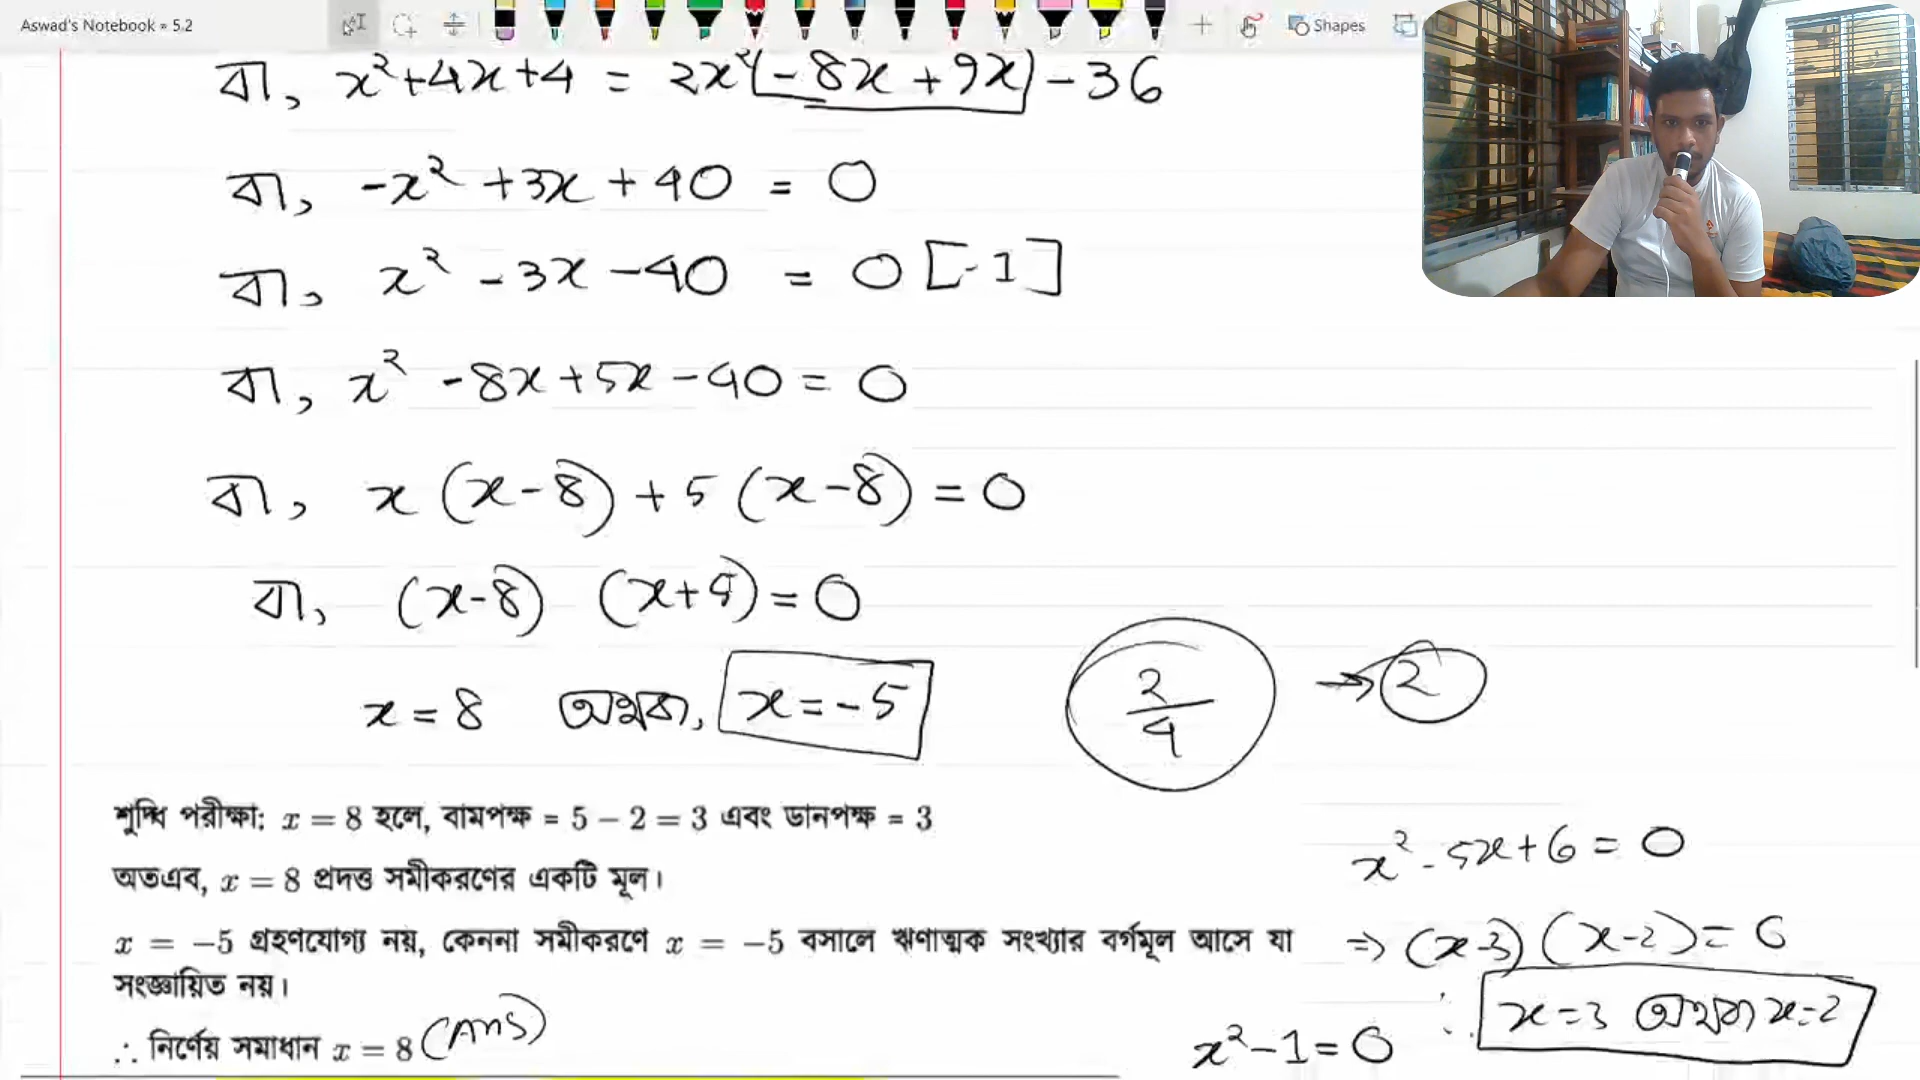 Aswad's Notebook » 5.2
Shapes
বা, x²+4x+4 = 2x² - 8x + 9x - 36
বা, -x² +3x + 40 = 0
বা, x² - 3x - 40 = 0 [-1]
বা, x² - 8x + 5x - 40 = 0
বা, x (x-8) + 5 (x-8) = 0
বা, (x-8) (x+5) = 0
x = 8 অথবা, x = -5
2/4 → 2
শুদ্ধি পরীক্ষা: x = 8 হলে, বামপক্ষ = 5 − 2 = 3 এবং ডানপক্ষ = 3
অতএব, x = 8 প্রদত্ত সমীকরণের একটি মূল।
x = −5 গ্রহণযোগ্য নয়, কেননা সমীকরণে x = −5 বসালে ঋণাত্মক সংখ্যার বর্গমূল আসে যা
সংজ্ঞায়িত নয়।
∴ নির্ণেয় সমাধান x = 8 (Ans)
x² - 5x + 6 = 0
⇒ (x-3) (x-2) = 0
∴ x=3 অথবা x=2
x² - 1 = 0